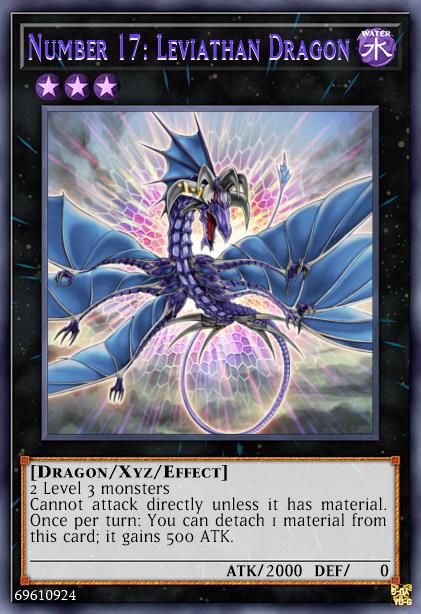 Number 17: Leviathan Dragon
WATER
水
[Dragon/Xyz/Effect]
2 Level 3 monsters
Cannot attack directly unless it has material.
Once per turn: You can detach 1 material from
this card; it gains 500 ATK.
ATK/2000 DEF/ 0
69610924